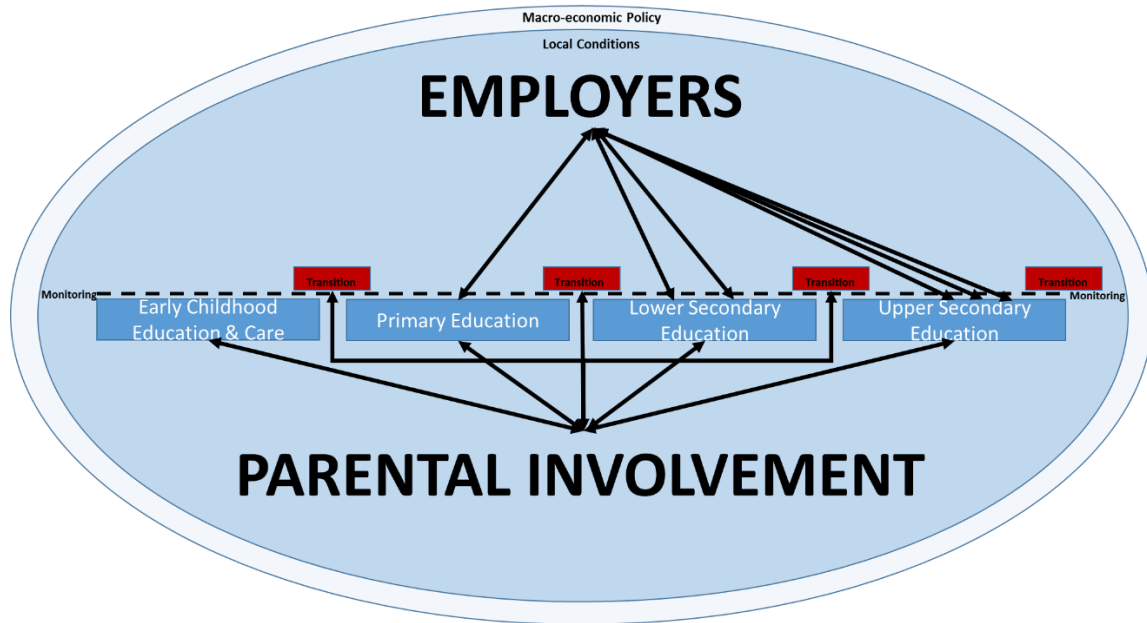 Macro-economic Policy
Local Conditions
EMPLOYERS
Transition
Transition
Transition
Transition
Monitoring
Monitoring
Early Childhood
Education & Care
Primary Education
Lower Secondary
Education
Upper Secondary
Education
PARENTAL INVOLVEMENT